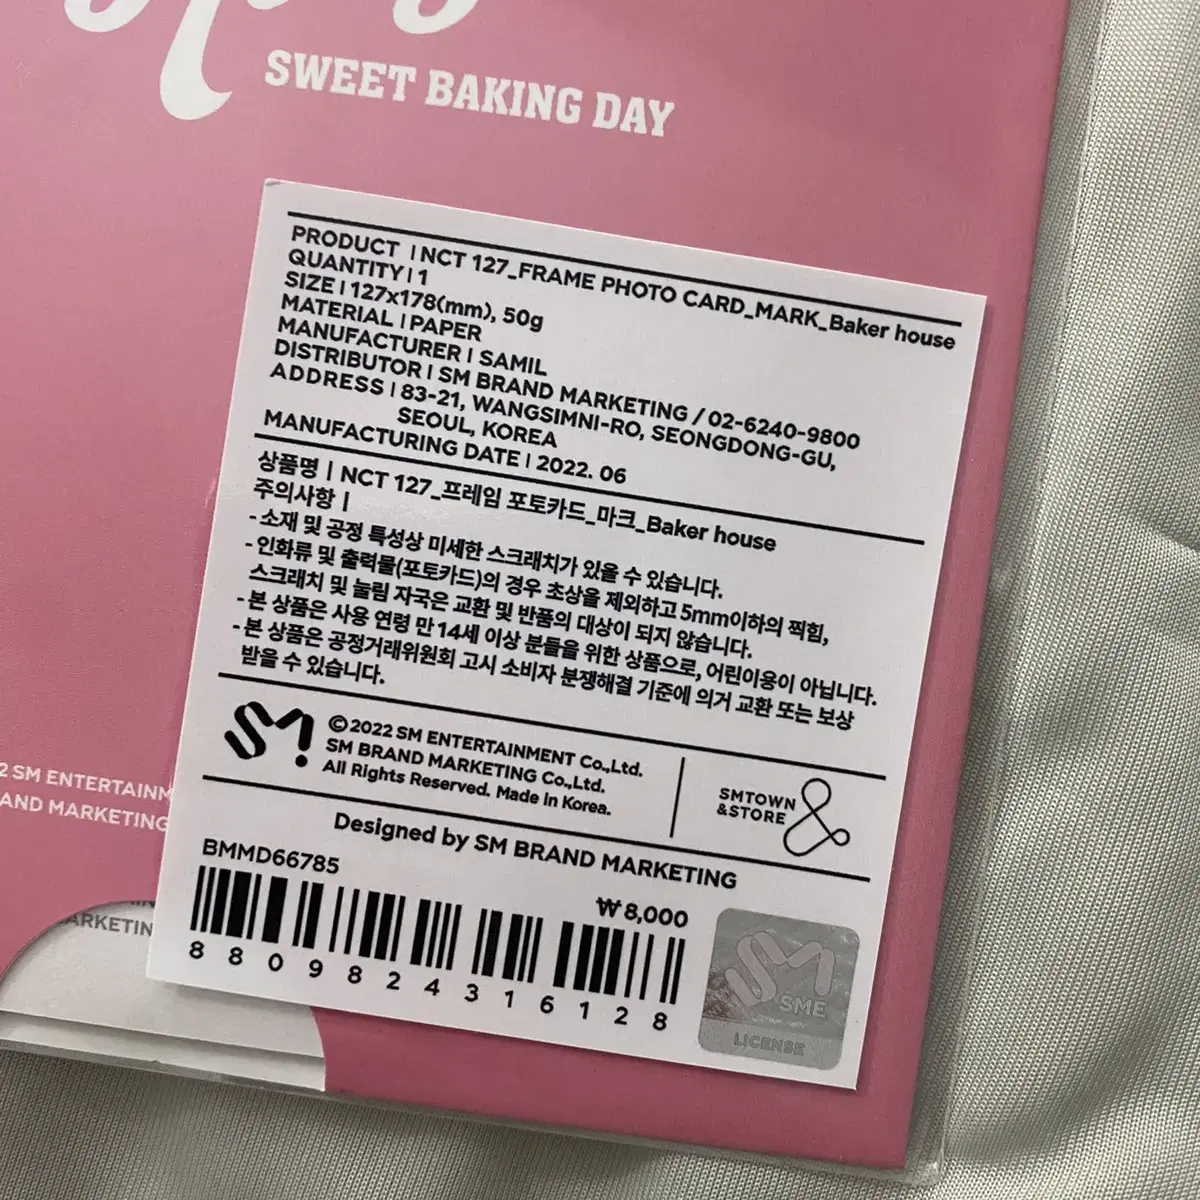 SWEET BAKING DAY
PRODUCT | NCT 127_FRAME PHOTO CARD_MARK_Baker house
QUANTITY | 1
SIZE | 127x178(mm), 50g
MATERIAL | PAPER
MANUFACTURER | SAMIL
DISTRIBUTOR | SM BRAND MARKETING / 02-6240-9800
ADDRESS | 83-21, WANGSIMNI-RO, SEONGDONG-GU,
SEOUL, KOREA
MANUFACTURING DATE | 2022. 06
상품명 | NCT 127_프레임 포토카드_마크_Baker house
주의사항 |
- 소재 및 공정 특성상 미세한 스크래치가 있을 수 있습니다.
- 인화류 및 출력물(포토카드)의 경우 초상을 제외하고 5mm이하의 찍힘,
스크래치 및 눌림 자국은 교환 및 반품의 대상이 되지 않습니다.
- 본 상품은 사용 연령 만 14세 이상 분들을 위한 상품으로, 어린이용이 아닙니다.
- 본 상품은 공정거래위원회 고시 소비자 분쟁해결 기준에 의거 교환 또는 보상
받을 수 있습니다.
©2022 SM ENTERTAINMENT Co.,Ltd.
SM BRAND MARKETING Co.,Ltd.
All Rights Reserved. Made in Korea.
SMTOWN
&STORE
Designed by SM BRAND MARKETING
BMMD66785
₩8,000
8809824316128
SME
LICENSE
2 SM ENTERTAINM
AND MARKETING
ARKETIN